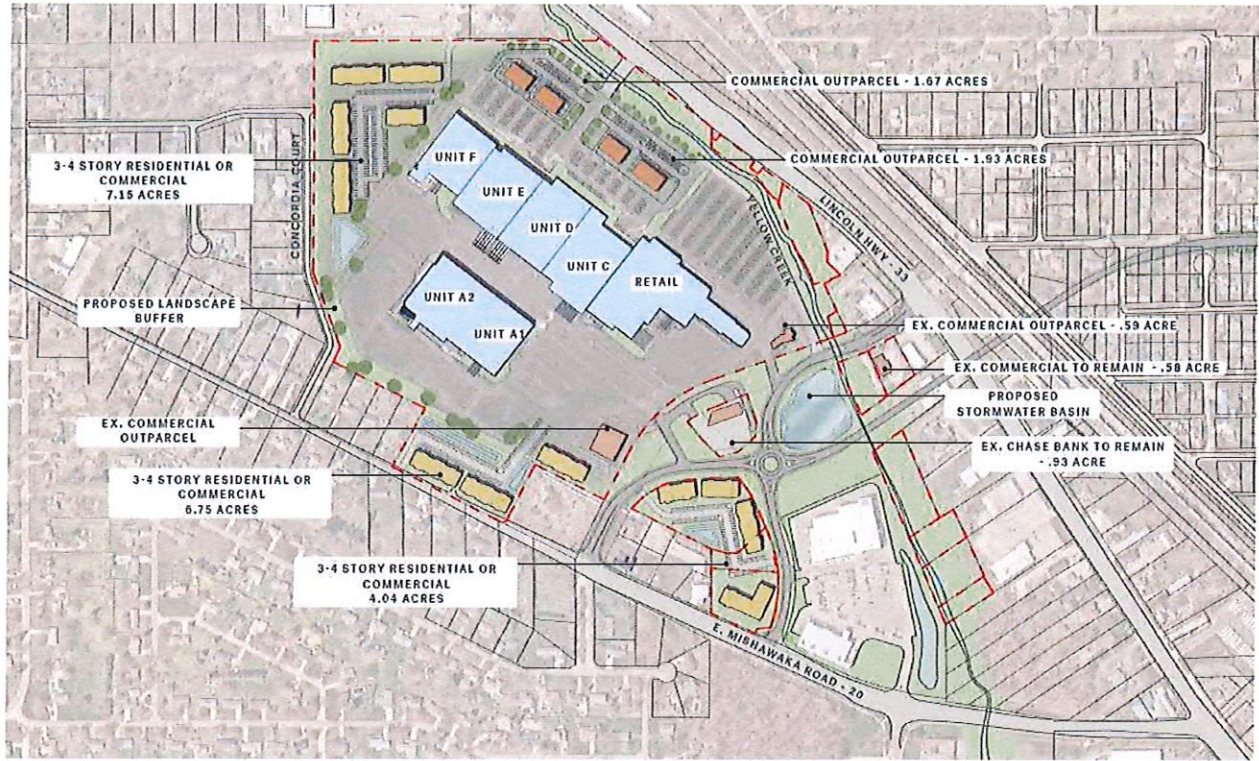 COMMERCIAL OUTPARCEL - 1.67 ACRES
UNIT F
3-4 STORY RESIDENTIAL OR
COMMERCIAL
7.15 ACRES
COMMERCIAL OUTPARCEL - 1.93 ACRES
UNIT E
CONCORDIA COURT
UNIT D
YELLOW CREEK
LINCOLN HWY - 33
UNIT C
RETAIL
UNIT A2
PROPOSED LANDSCAPE
BUFFER
UNIT A1
EX. COMMERCIAL OUTPARCEL - .59 ACRE
EX. COMMERCIAL TO REMAIN - .58 ACRE
PROPOSED
STORMWATER BASIN
EX. COMMERCIAL
OUTPARCEL
EX. CHASE BANK TO REMAIN
- .93 ACRE
3-4 STORY RESIDENTIAL OR
COMMERCIAL
6.75 ACRES
3-4 STORY RESIDENTIAL OR
COMMERCIAL
4.04 ACRES
E. MISHAWAKA ROAD - 20